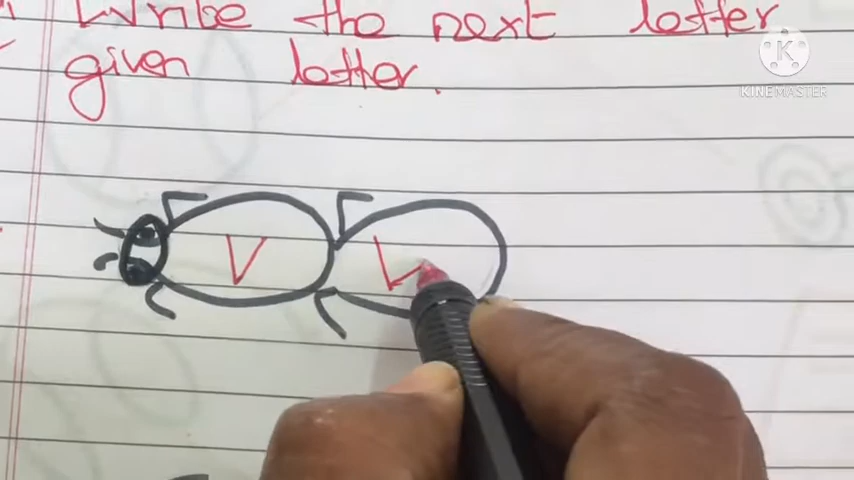 Write the next letter
given letter.
K
KINEMASTER
V